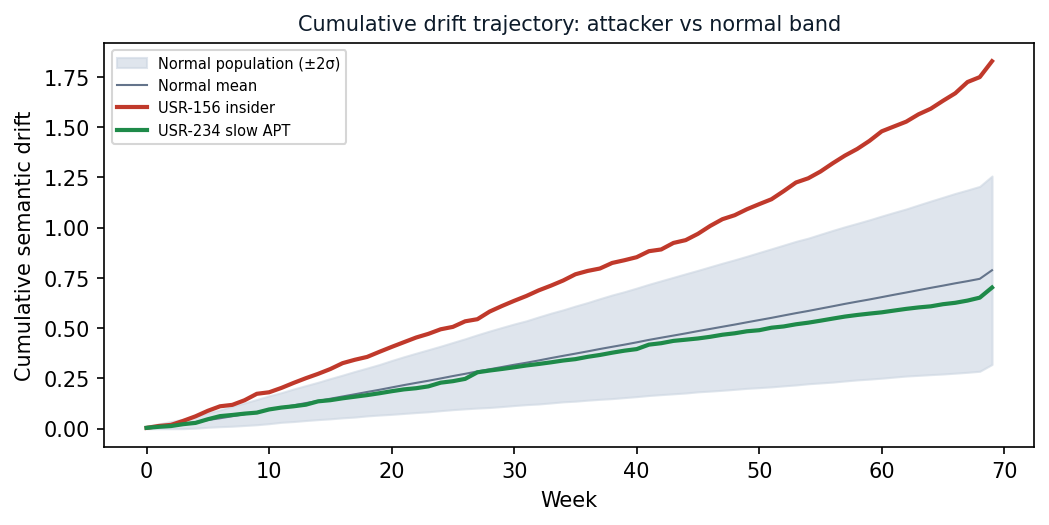 Cumulative drift trajectory: attacker vs normal band
Normal population (±2σ)
Normal mean
USR-156 insider
USR-234 slow APT
Cumulative semantic drift
1.75
1.50
1.25
1.00
0.75
0.50
0.25
0.00
0 10 20 30 40 50 60 70
Week